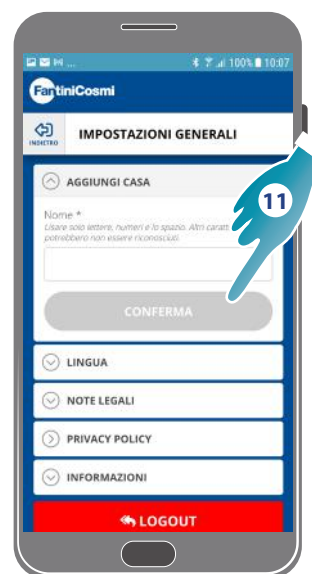 ... 100% 10:07
FantiniCosmi
INDIETRO
IMPOSTAZIONI GENERALI
AGGIUNGI CASA
11
Nome *
Usare solo lettere, numeri e lo spazio. Altri caratt
potrebbero non essere riconosciuti.
CONFERMA
LINGUA
NOTE LEGALI
PRIVACY POLICY
INFORMAZIONI
LOGOUT